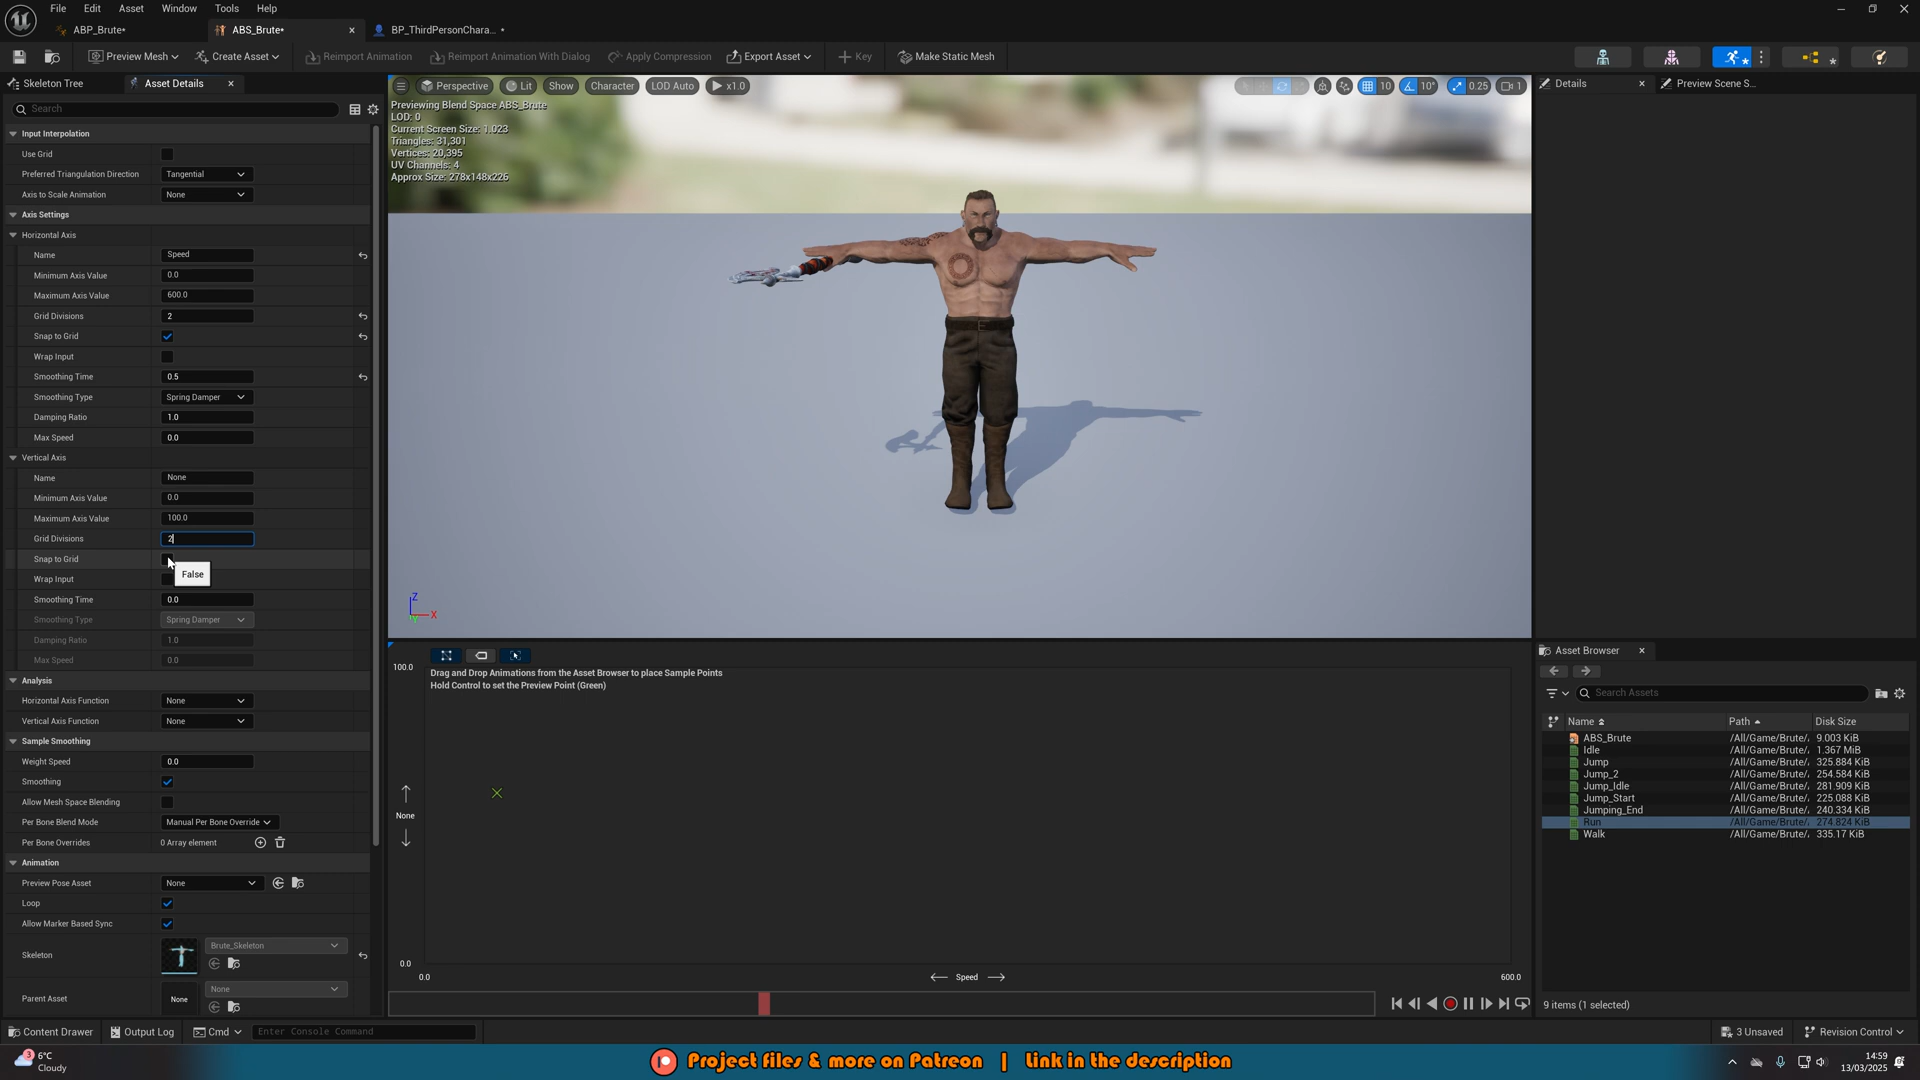 File Edit Asset Window Tools Help
ABP_Brute* ABS_Brute* BP_ThirdPersonChara... *
Preview Mesh Create Asset Reimport Animation Reimport Animation With Dialog Apply Compression Export Asset Key Make Static Mesh
Skeleton Tree Asset Details
Search
Input Interpolation
Use Grid
Preferred Triangulation Direction Tangential
Axis to Scale Animation None
Axis Settings
Horizontal Axis
Name Speed
Minimum Axis Value 0.0
Maximum Axis Value 600.0
Grid Divisions 2
Snap to Grid
Wrap Input
Smoothing Time 0.5
Smoothing Type Spring Damper
Damping Ratio 1.0
Max Speed 0.0
Vertical Axis
Name None
Minimum Axis Value 0.0
Maximum Axis Value 100.0
Grid Divisions 2
Snap to Grid
False
Wrap Input
Smoothing Time 0.0
Smoothing Type Spring Damper
Damping Ratio 1.0
Max Speed 0.0
Analysis
Horizontal Axis Function None
Vertical Axis Function None
Sample Smoothing
Weight Speed 0.0
Smoothing
Allow Mesh Space Blending
Per Bone Blend Mode Manual Per Bone Override
Per Bone Overrides 0 Array element
Animation
Preview Pose Asset None
Loop
Allow Marker Based Sync
Skeleton Brute_Skeleton
Parent Asset None None
Perspective Lit Show Character LOD Auto x1.0 10 10° 0.25 1
Previewing Blend Space ABS_Brute
LOD: 0
Current Screen Size: 1.023
Triangles: 31,301
Vertices: 20,395
UV Channels: 4
Approx Size: 278x148x226
Z
X
Y
100.0
Drag and Drop Animations from the Asset Browser to place Sample Points
Hold Control to set the Preview Point (Green)
None
0.0
0.0 Speed 600.0
Details Preview Scene S...
Asset Browser
Search Assets
Name Path Disk Size
ABS_Brute /All/Game/Brute/. 9.003 KiB
Idle /All/Game/Brute/. 1.367 MiB
Jump /All/Game/Brute/. 325.884 KiB
Jump_2 /All/Game/Brute/. 254.584 KiB
Jump_Idle /All/Game/Brute/. 281.909 KiB
Jump_Start /All/Game/Brute/. 225.088 KiB
Jumping_End /All/Game/Brute/. 240.334 KiB
Run /All/Game/Brute/. 274.824 KiB
Walk /All/Game/Brute/. 335.17 KiB
9 items (1 selected)
Content Drawer Output Log Cmd Enter Console Command 3 Unsaved Revision Control
3
6°C
Cloudy
Project files & more on Patreon | Link in the description
14:59
13/03/2025